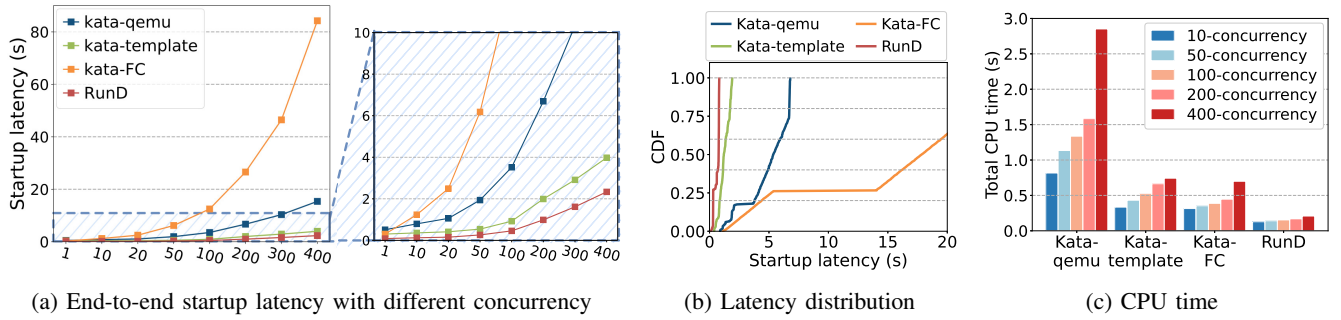 Startup latency (s)
80
60
40
20
0
kata-qemu
kata-template
kata-FC
RunD
1 10 20 50 100 200 300 400
10
8
6
4
2
0
1 10 20 50 100 200 300 400
(a) End-to-end startup latency with different concurrency
Kata-qemu Kata-FC
Kata-template RunD
CDF
1.00
0.75
0.50
0.25
0.00
0 5 10 15 20
Startup latency (s)
(b) Latency distribution
Total CPU time (s)
3.0
2.5
2.0
1.5
1.0
0.5
0.0
10-concurrency
50-concurrency
100-concurrency
200-concurrency
400-concurrency
Kata- Kata- Kata- RunD
qemu template FC
(c) CPU time